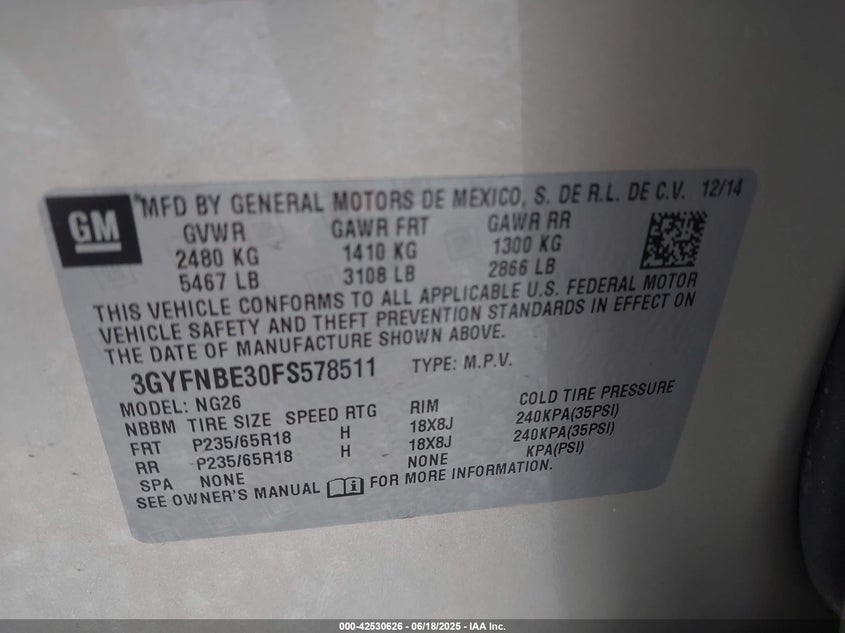 GM
MFD BY GENERAL MOTORS DE MEXICO, S. DE R.L. DE C.V. 12/14
GVWR GAWR FRT GAWR RR
2480 KG 1410 KG 1300 KG
5467 LB 3108 LB 2866 LB
THIS VEHICLE CONFORMS TO ALL APPLICABLE U.S. FEDERAL MOTOR
VEHICLE SAFETY AND THEFT PREVENTION STANDARDS IN EFFECT ON
THE DATE OF MANUFACTURE SHOWN ABOVE.
3GYFNBE30FS578511 TYPE: M.P.V.
MODEL: NG26
NBBM TIRE SIZE SPEED RTG RIM COLD TIRE PRESSURE
FRT P235/65R18 H 18X8J 240KPA(35PSI)
RR P235/65R18 H 18X8J 240KPA(35PSI)
SPA NONE NONE KPA(PSI)
SEE OWNER'S MANUAL FOR MORE INFORMATION.
000-42530626 - 06/18/2025 - IAA Inc.